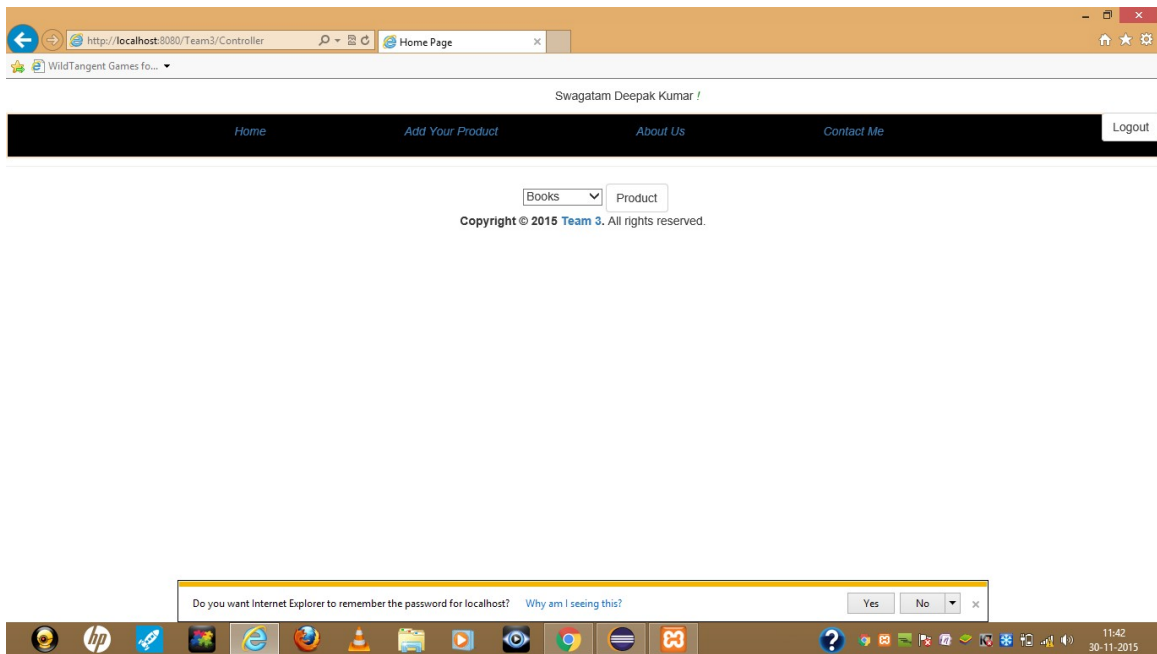 http://localhost:8080/Team3/Controller
Home Page
WildTangent Games fo...
Swagatam Deepak Kumar !
Home Add Your Product About Us Contact Me Logout
Books Product
Copyright © 2015 Team 3. All rights reserved.
Do you want Internet Explorer to remember the password for localhost? Why am I seeing this? Yes No
hp
11:42
30-11-2015